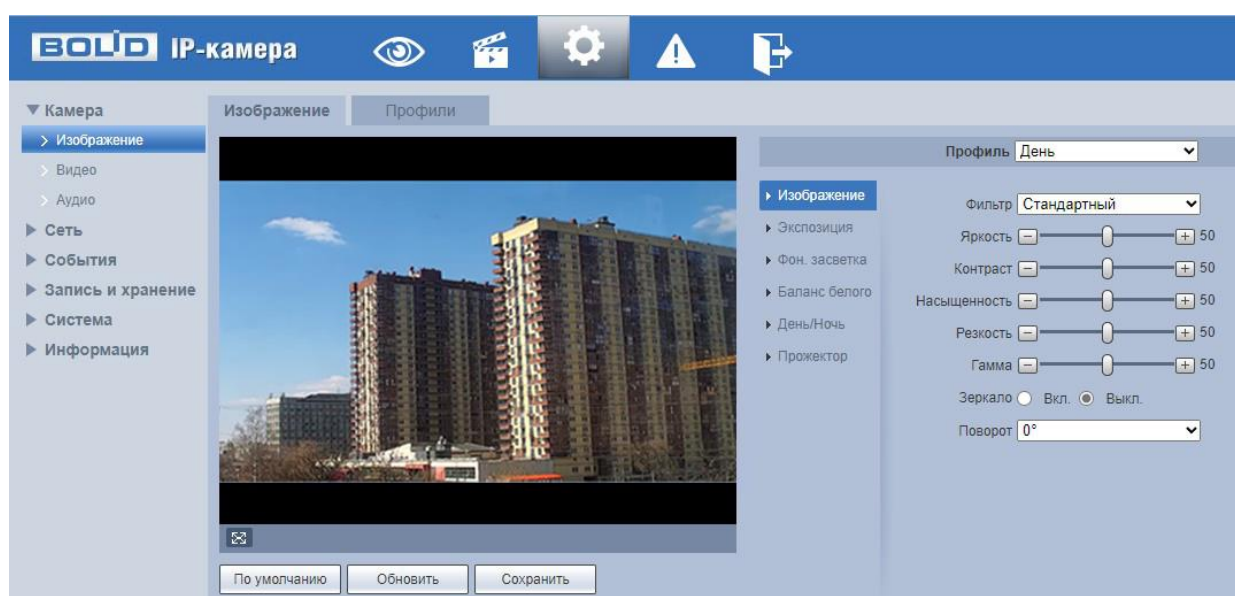 BOLID IP-камера
Камера
Изображение
Видео
Аудио
Сеть
События
Запись и хранение
Система
Информация
Изображение Профили
По умолчанию Обновить Сохранить
Изображение
Экспозиция
Фон. засветка
Баланс белого
День/Ночь
Прожектор
Профиль День
Фильтр Стандартный
Яркость 50
Контраст 50
Насыщенность 50
Резкость 50
Гамма 50
Зеркало Вкл. Выкл.
Поворот 0°